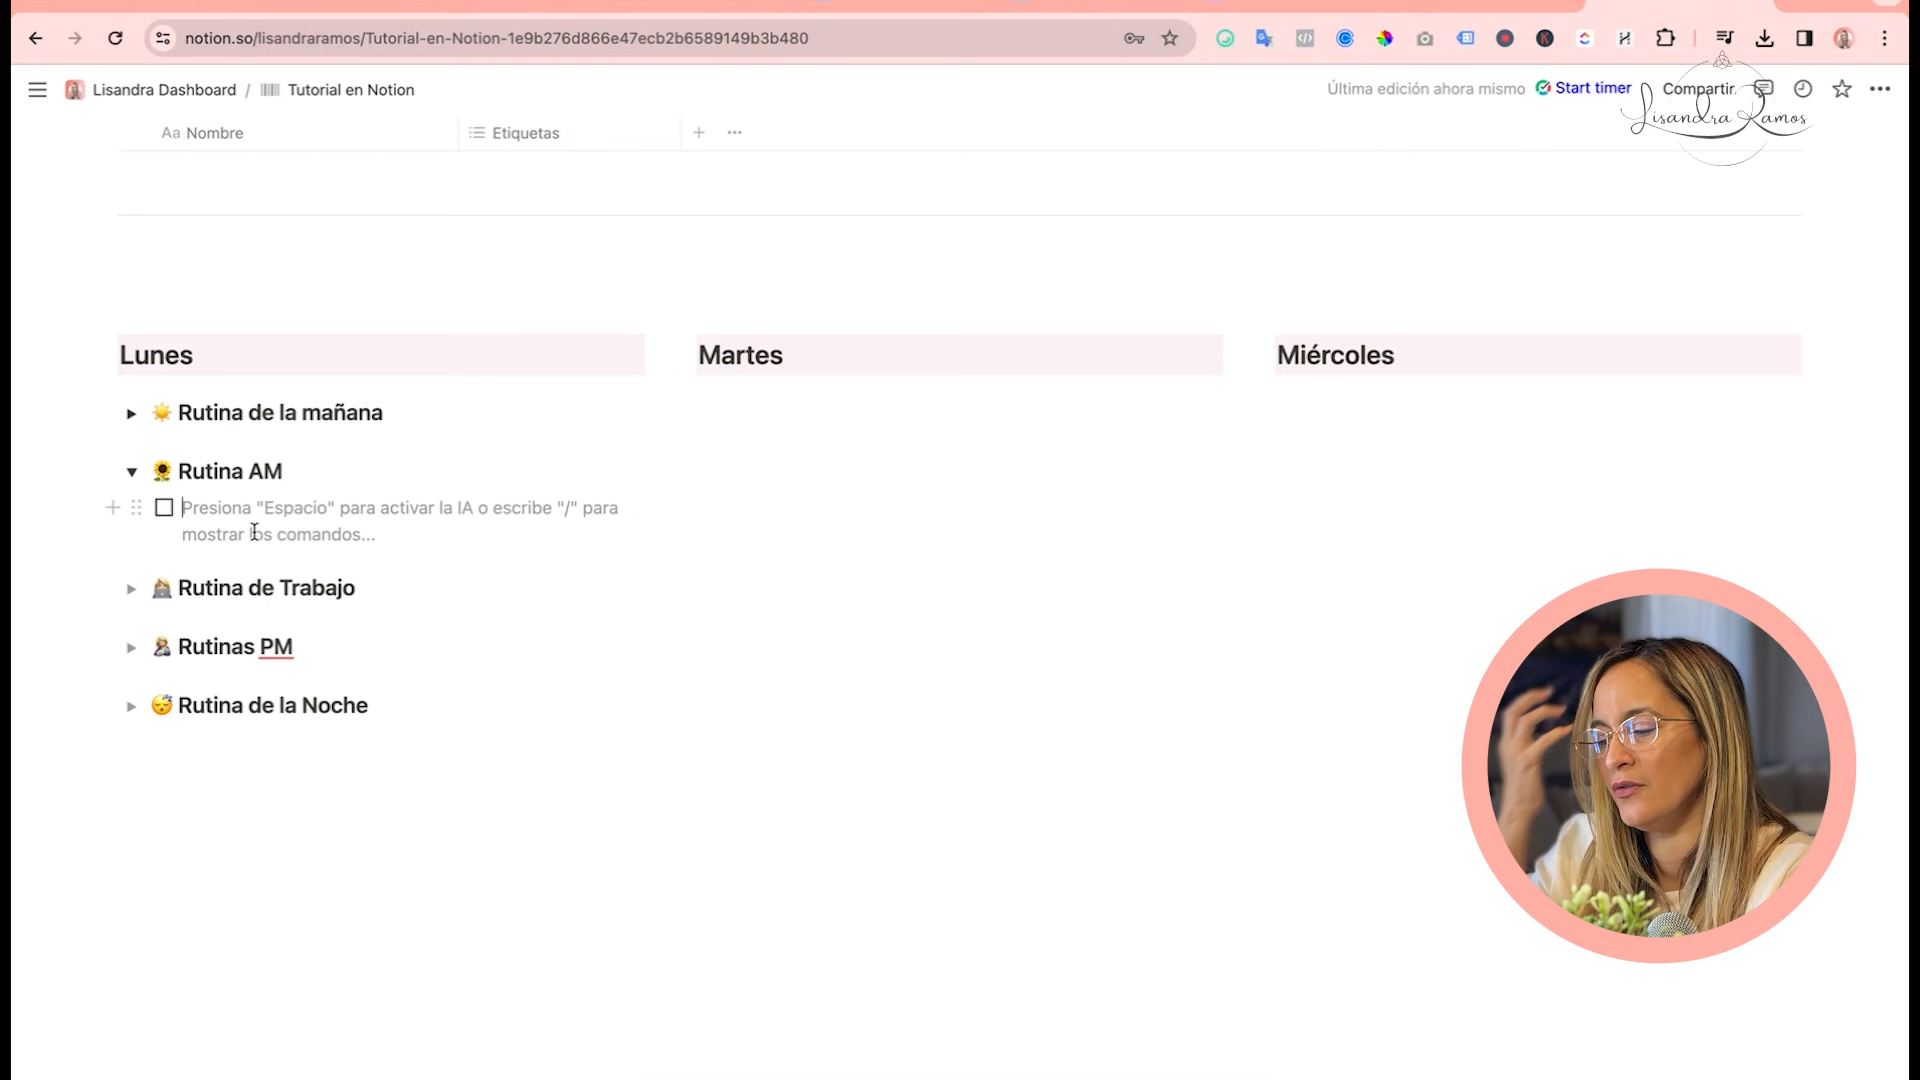 notion.so/lisandraramos/Tutorial-en-Notion-1e9b276d866e47ecb2b6589149b3b480
Lisandra Dashboard / Tutorial en Notion
Última edición ahora mismo Start timer Compartir
Lisandra Ramos
Aa Nombre Etiquetas
Lunes Martes Miércoles
Rutina de la mañana
Rutina AM
Presiona "Espacio" para activar la IA o escribe "/" para
mostrar los comandos...
Rutina de Trabajo
Rutinas PM
Rutina de la Noche